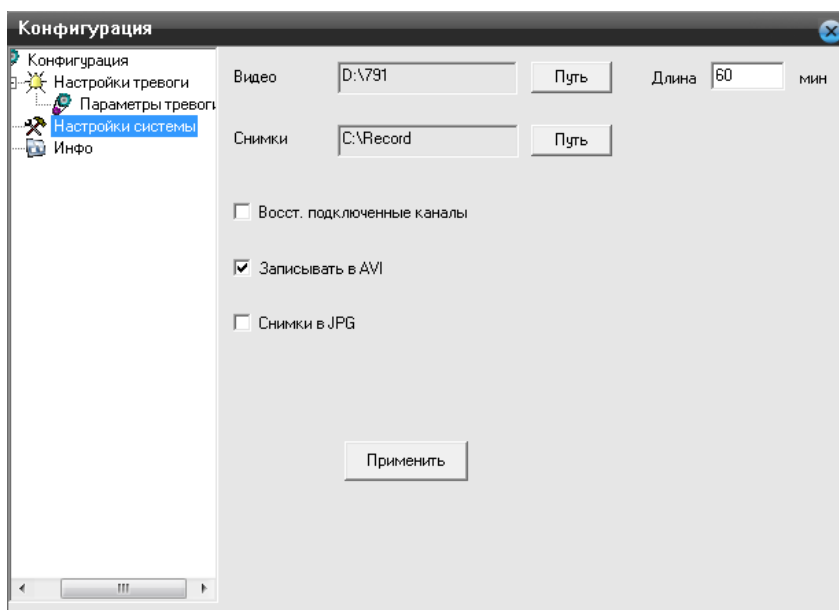 Конфигурация
Конфигурация
Настройки тревоги
Параметры тревоги
Настройки системы
Инфо
Видео D:\791 Путь Длина 60 мин
Снимки C:\Record Путь
Восст. подключенные каналы
Записывать в AVI
Снимки в JPG
Применить